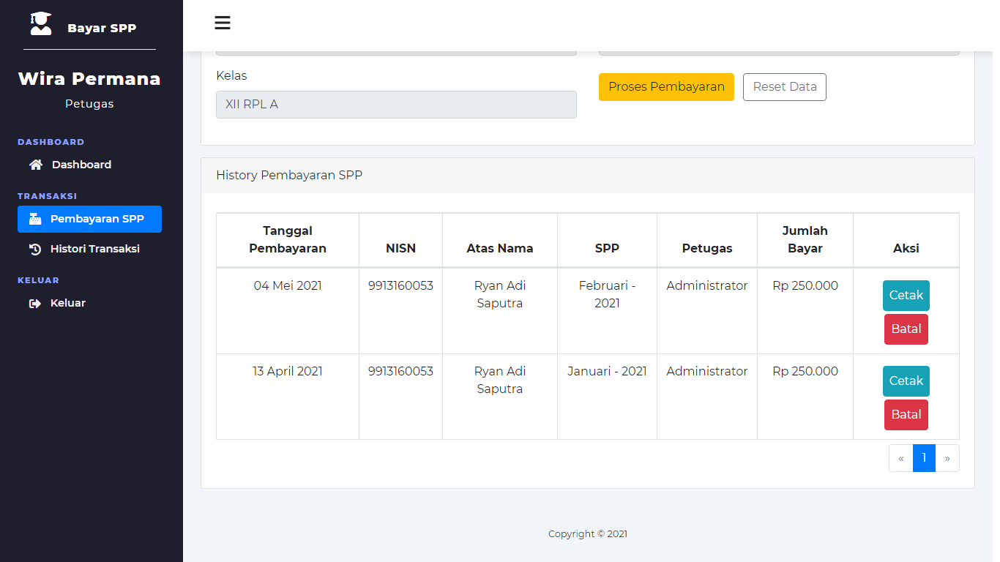 Bayar SPP
Wira Permana
Petugas
DASHBOARD
Dashboard
TRANSAKSI
Pembayaran SPP
Histori Transaksi
KELUAR
Keluar
Kelas
XII RPL A
Proses Pembayaran
Reset Data
History Pembayaran SPP
Tanggal
Pembayaran
NISN
Atas Nama
SPP
Petugas
Jumlah
Bayar
Aksi
04 Mei 2021
9913160053
Ryan Adi
Saputra
Februari -
2021
Administrator
Rp 250.000
Cetak
Batal
13 April 2021
9913160053
Ryan Adi
Saputra
Januari - 2021
Administrator
Rp 250.000
Cetak
Batal
« 1 »
Copyright © 2021